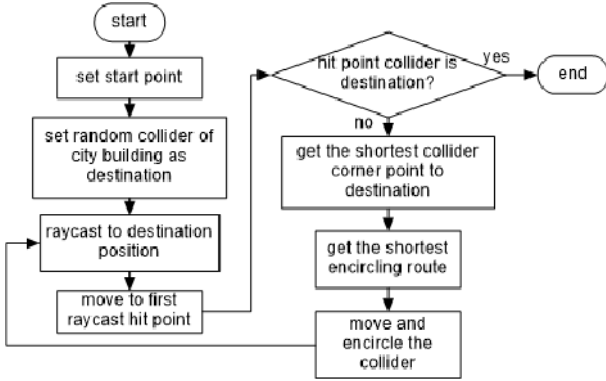 start
set start point
set random collider of
city building as
destination
raycast to destination
position
move to first
raycast hit point
hit point collider is
destination?
yes
end
no
get the shortest collider
corner point to
destination
get the shortest
encircling route
move and
encircle the
collider